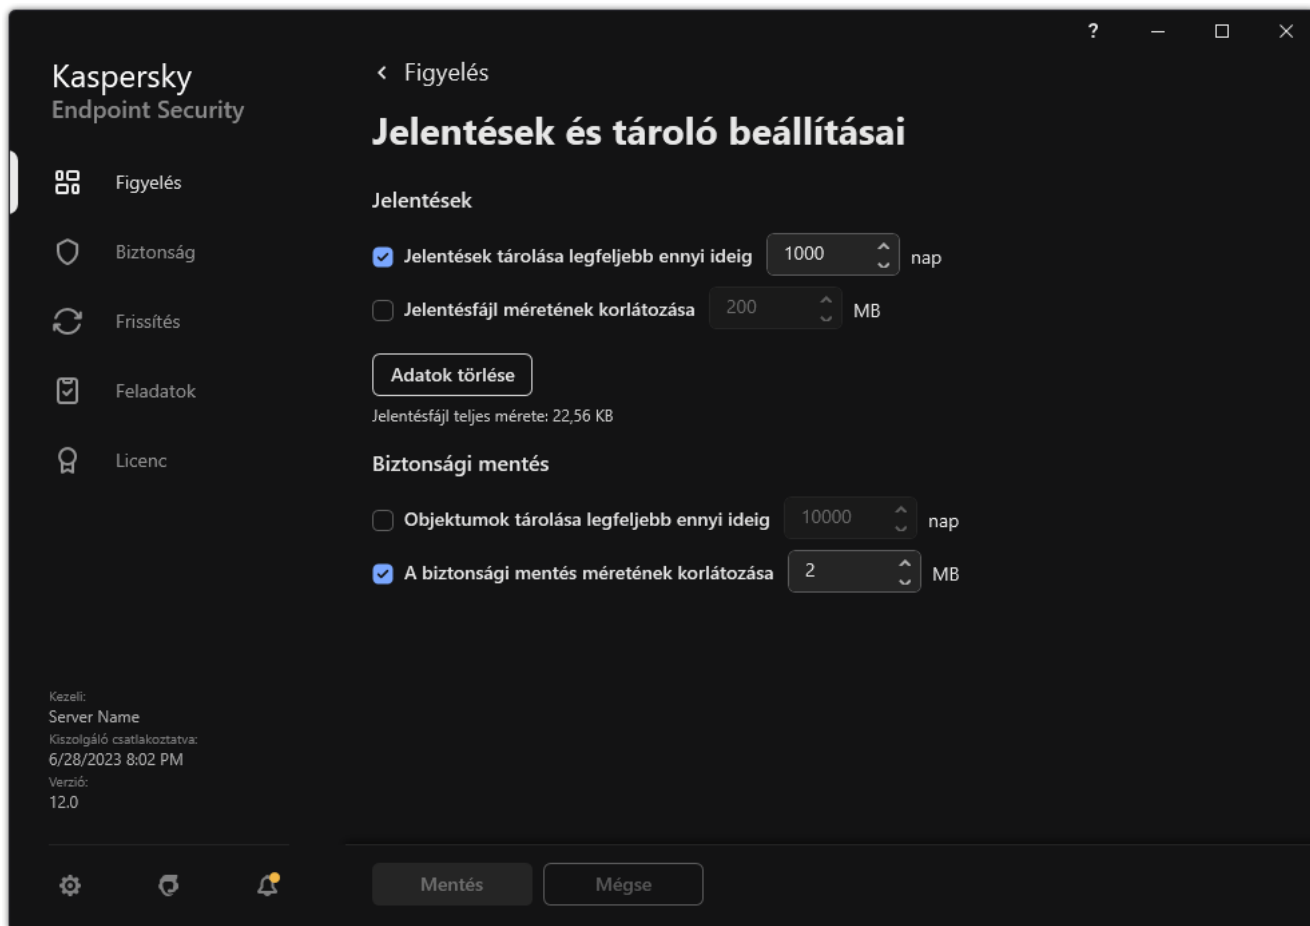 ?
Kaspersky
Endpoint Security
Figyelés
Biztonság
Frissítés
Feladatok
Licenc
Kezeli:
Server Name
Kiszolgáló csatlakoztatva:
6/28/2023 8:02 PM
Verzió:
12.0
Figyelés
Jelentések és tároló beállításai
Jelentések
Jelentések tárolása legfeljebb ennyi ideig 1000 nap
Jelentésfájl méretének korlátozása 200 MB
Adatok törlése
Jelentésfájl teljes mérete: 22,56 KB
Biztonsági mentés
Objektumok tárolása legfeljebb ennyi ideig 10000 nap
A biztonsági mentés méretének korlátozása 2 MB
Mentés Mégse